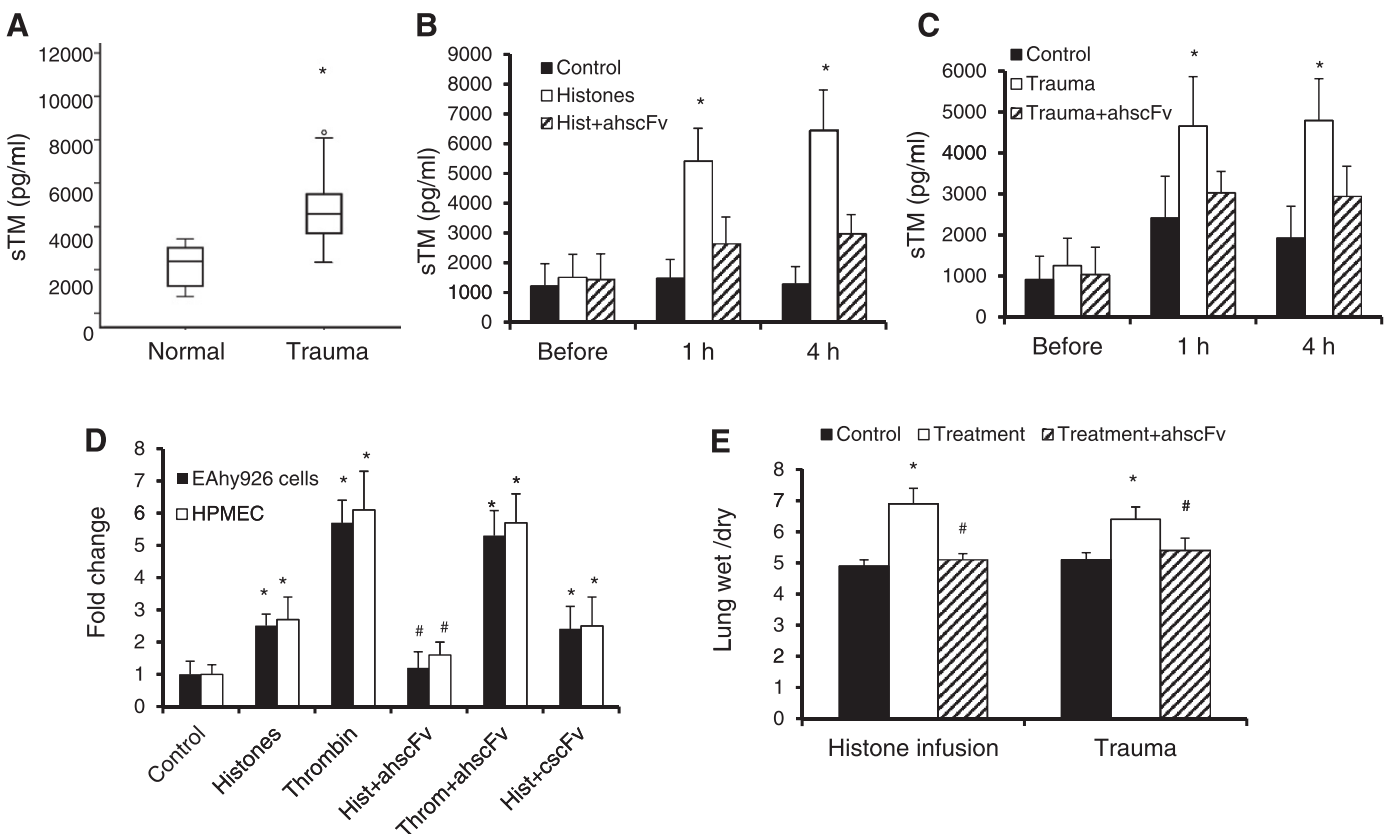 A
sTM (pg/ml)
12000
10000
8000
6000
4000
2000
0
*
°
Normal Trauma
B
sTM (pg/ml)
9000
8000
7000
6000
5000
4000
3000
2000
1000
0
Control
Histones
Hist+ahscFv
* *
Before 1 h 4 h
C
sTM (pg/ml)
6000
5000
4000
3000
2000
1000
0
Control
Trauma
Trauma+ahscFv
* *
Before 1 h 4 h
D
Fold change
8
7
6
5
4
3
2
1
0
EAhy926 cells
HPMEC
* * * * # # * * * *
Control
Histones
Thrombin
Hist+ahscFv
Throm+ahscFv
Hist+cscFv
E
Control Treatment Treatment+ahscFv
Lung wet /dry
8
7
6
5
4
3
2
1
0
* # * #
Histone infusion Trauma